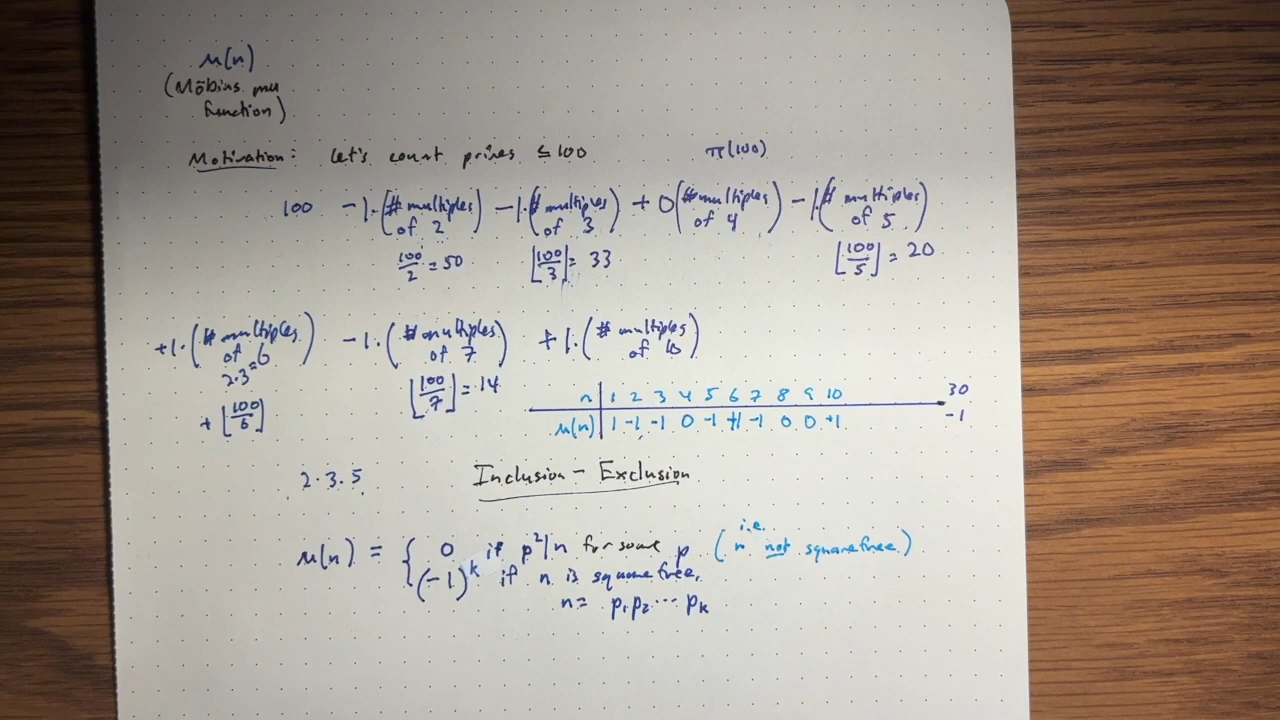 μ(n)
(Möbius mu
function)
Motivation: Let's count primes ≤ 100 π(100)
100 -1·(# multiples of 2) -1·(# multiples of 3) + 0(# multiples of 4) -1·(# multiples of 5)
100/2 = 50 ⌊100/3⌋ = 33 ⌊100/5⌋ = 20
+1·(# multiples of 2·3=6) -1·(# multiples of 7) +1·(# multiples of 10)
+ ⌊100/6⌋ ⌊100/7⌋ = 14
n 1 2 3 4 5 6 7 8 9 10 30
μ(n) 1 -1 -1 0 -1 +1 -1 0 0 +1 -1
2·3·5 Inclusion - Exclusion
μ(n) = { 0 if p²|n for some p (i.e. n not squarefree)
(-1)^k if n is squarefree,
n = p₁p₂⋯pₖ